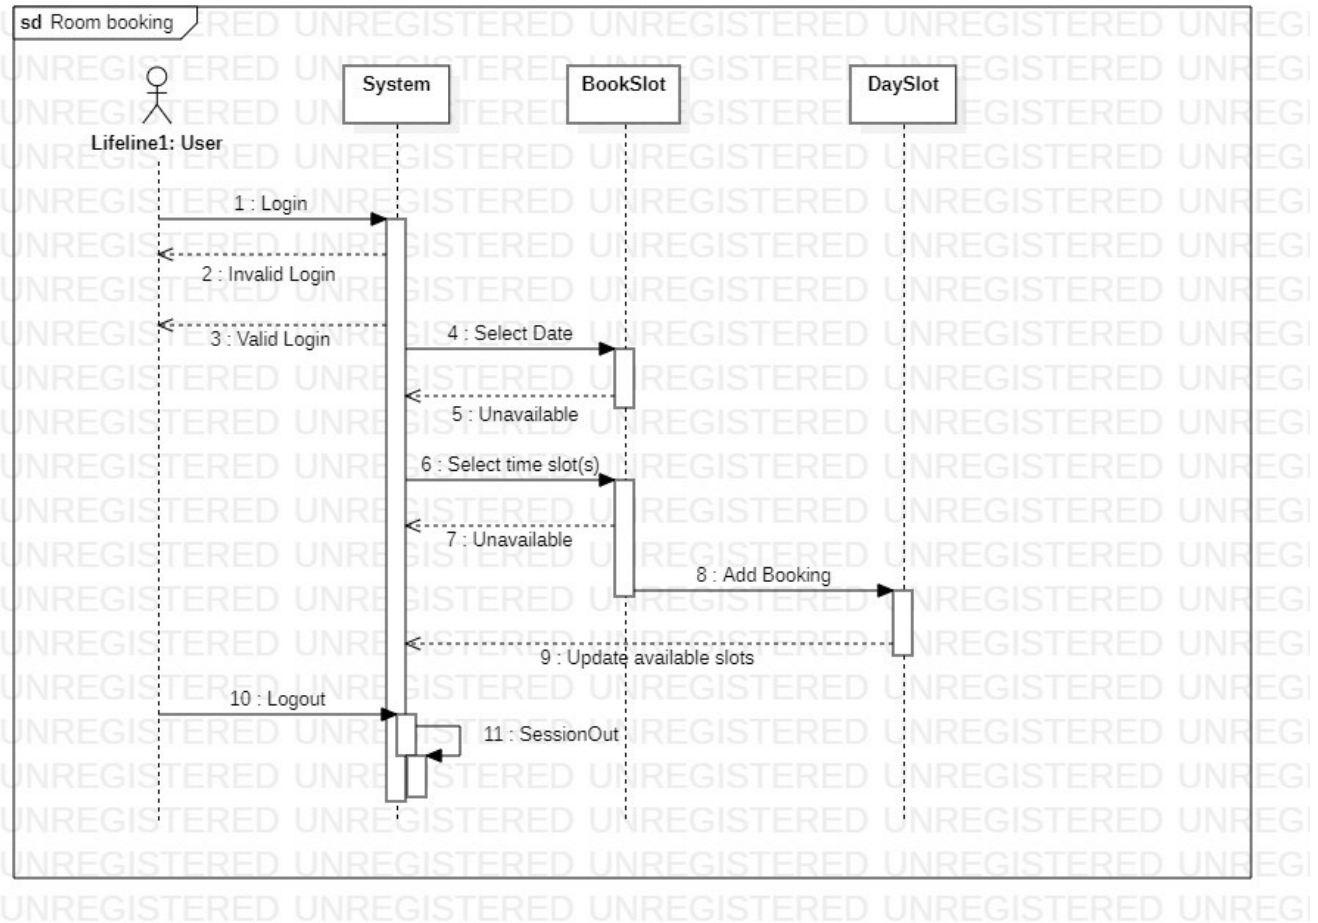 sd Room booking
System
BookSlot
DaySlot
Lifeline1: User
1 : Login
2 : Invalid Login
3 : Valid Login
4 : Select Date
5 : Unavailable
6 : Select time slot(s)
7 : Unavailable
8 : Add Booking
9 : Update available slots
10 : Logout
11 : SessionOut
UNREGISTERED